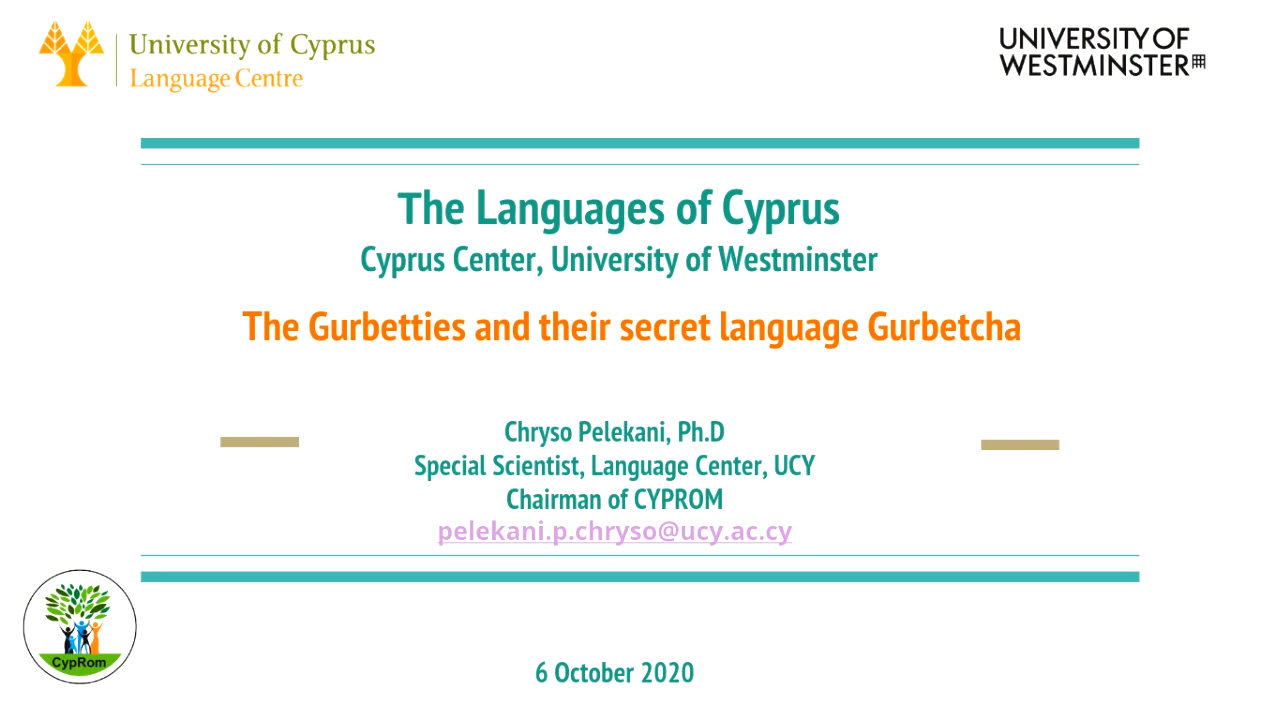 University of Cyprus
Language Centre
UNIVERSITY OF
WESTMINSTER
The Languages of Cyprus
Cyprus Center, University of Westminster
The Gurbetties and their secret language Gurbetcha
Chryso Pelekani, Ph.D
Special Scientist, Language Center, UCY
Chairman of CYPROM
pelekani.p.chryso@ucy.ac.cy
CypRom
6 October 2020